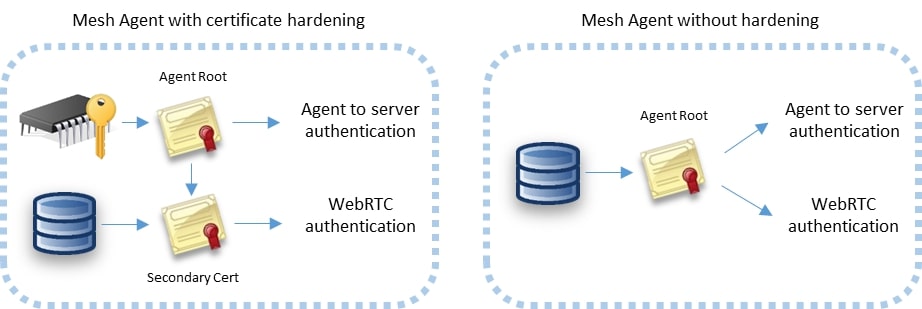 Mesh Agent with certificate hardening
Agent Root
Agent to server
authentication
WebRTC
authentication
Secondary Cert
Mesh Agent without hardening
Agent Root
Agent to server
authentication
WebRTC
authentication